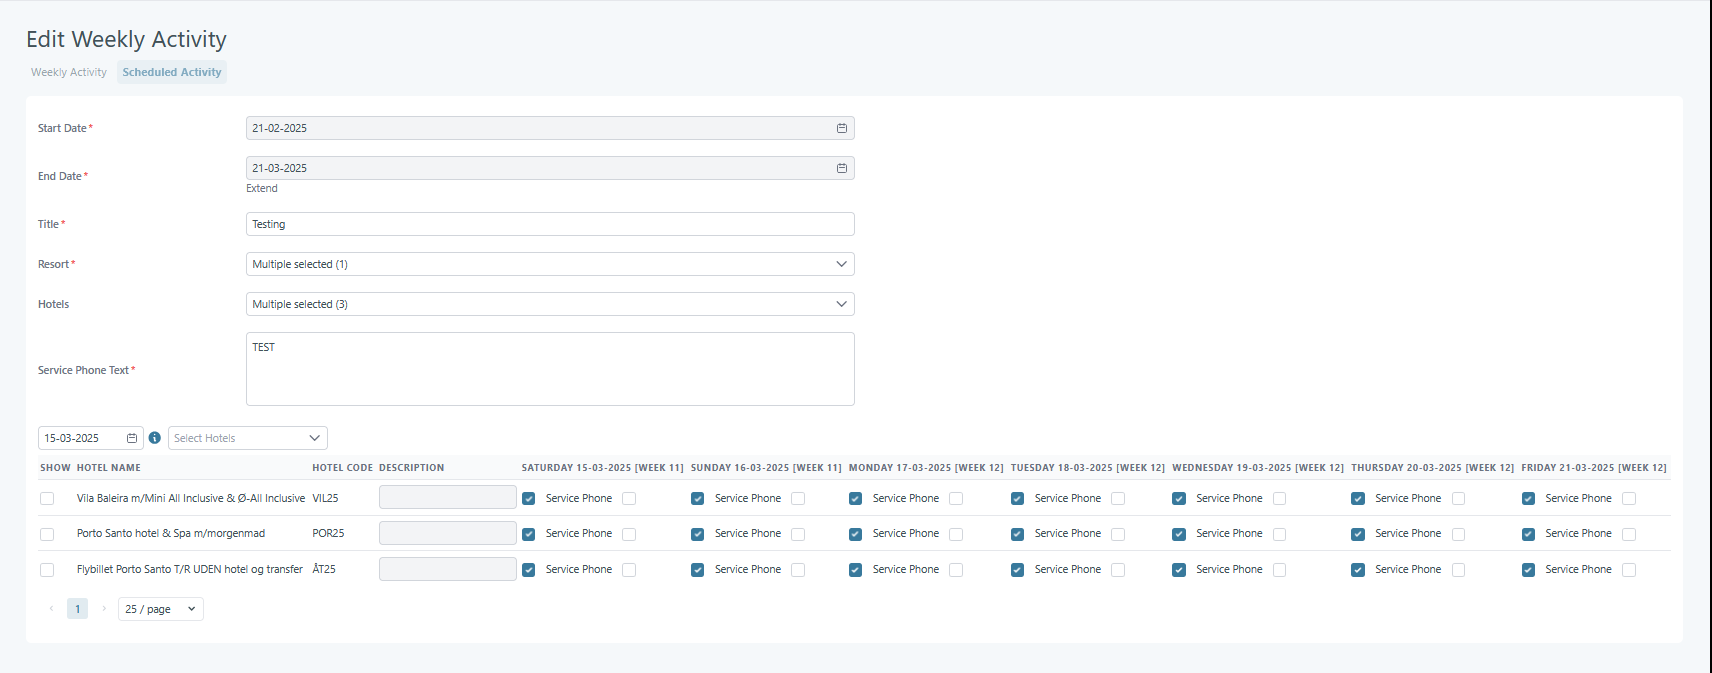 Edit Weekly Activity
Weekly Activity Scheduled Activity
Start Date* 21-02-2025
End Date* 21-03-2025
Extend
Title* Testing
Resort* Multiple selected (1)
Hotels Multiple selected (3)
Service Phone Text* TEST
15-03-2025 Select Hotels
SHOW HOTEL NAME HOTEL CODE DESCRIPTION SATURDAY 15-03-2025 [WEEK 11] SUNDAY 16-03-2025 [WEEK 11] MONDAY 17-03-2025 [WEEK 12] TUESDAY 18-03-2025 [WEEK 12] WEDNESDAY 19-03-2025 [WEEK 12] THURSDAY 20-03-2025 [WEEK 12] FRIDAY 21-03-2025 [WEEK 12]
Vila Baleira m/Mini All Inclusive & Ø-All Inclusive VIL25 Service Phone Service Phone Service Phone Service Phone Service Phone Service Phone Service Phone
Porto Santo hotel & Spa m/morgenmad POR25 Service Phone Service Phone Service Phone Service Phone Service Phone Service Phone Service Phone
Flybillet Porto Santo T/R UDEN hotel og transfer ÅT25 Service Phone Service Phone Service Phone Service Phone Service Phone Service Phone Service Phone
1 25 / page